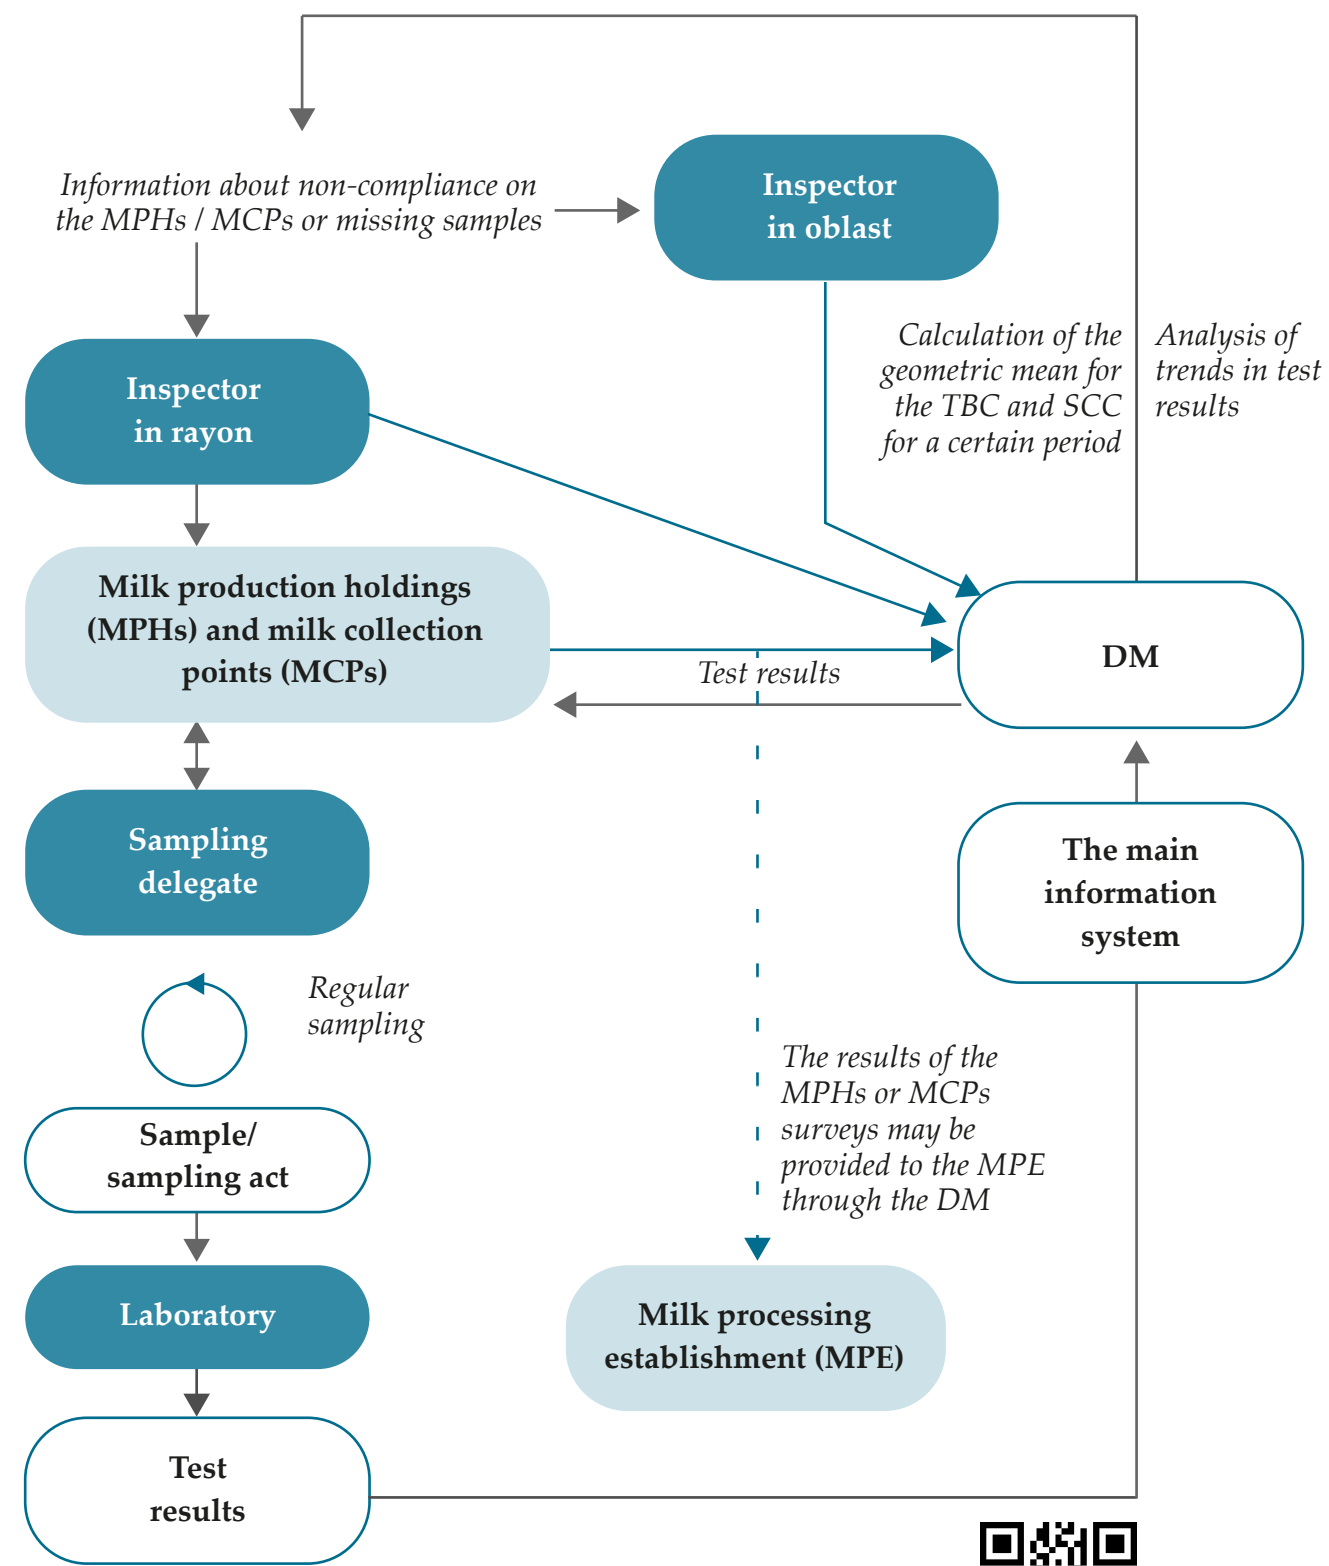 Information about non-compliance on
the MPHs / MCPs or missing samples
Inspector
in oblast
Inspector
in rayon
Calculation of the
geometric mean for
the TBC and SCC
for a certain period
Analysis of
trends in test
results
Milk production holdings
(MPHs) and milk collection
points (MCPs)
Test results
DM
Sampling
delegate
The main
information
system
Regular
sampling
The results of the
MPHs or MCPs
surveys may be
provided to the MPE
through the DM
Sample/
sampling act
Laboratory
Milk processing
establishment (MPE)
Test
results